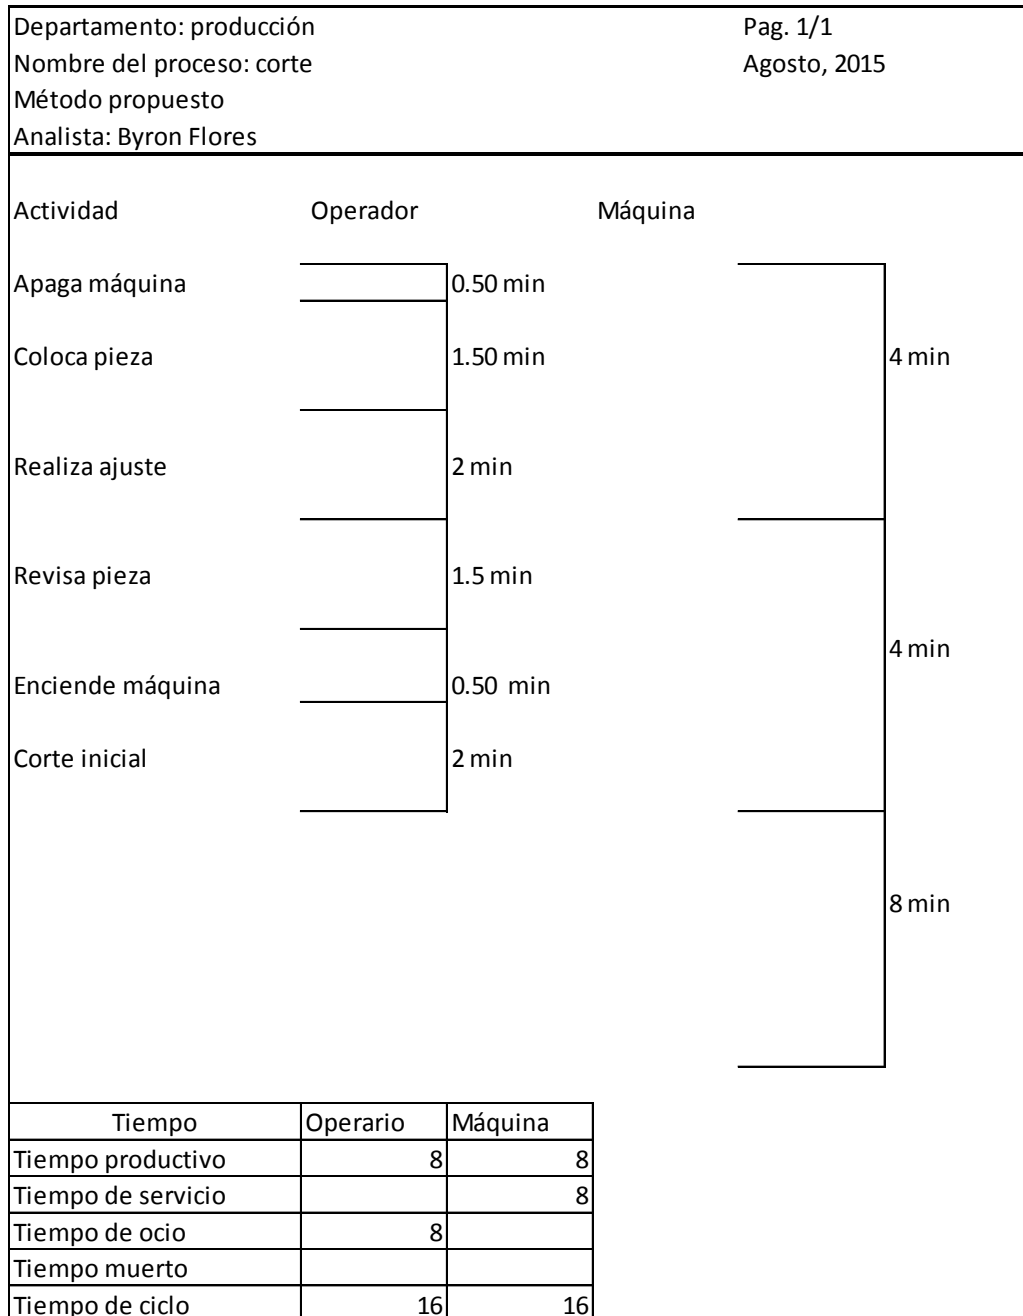 Departamento: producción Pag. 1/1
Nombre del proceso: corte Agosto, 2015
Método propuesto
Analista: Byron Flores
Actividad Operador Máquina
Apaga máquina 0.50 min
Coloca pieza 1.50 min 4 min
Realiza ajuste 2 min
Revisa pieza 1.5 min
4 min
Enciende máquina 0.50 min
Corte inicial 2 min
8 min
Tiempo Operario Máquina
Tiempo productivo 8 8
Tiempo de servicio 8
Tiempo de ocio 8
Tiempo muerto
Tiempo de ciclo 16 16